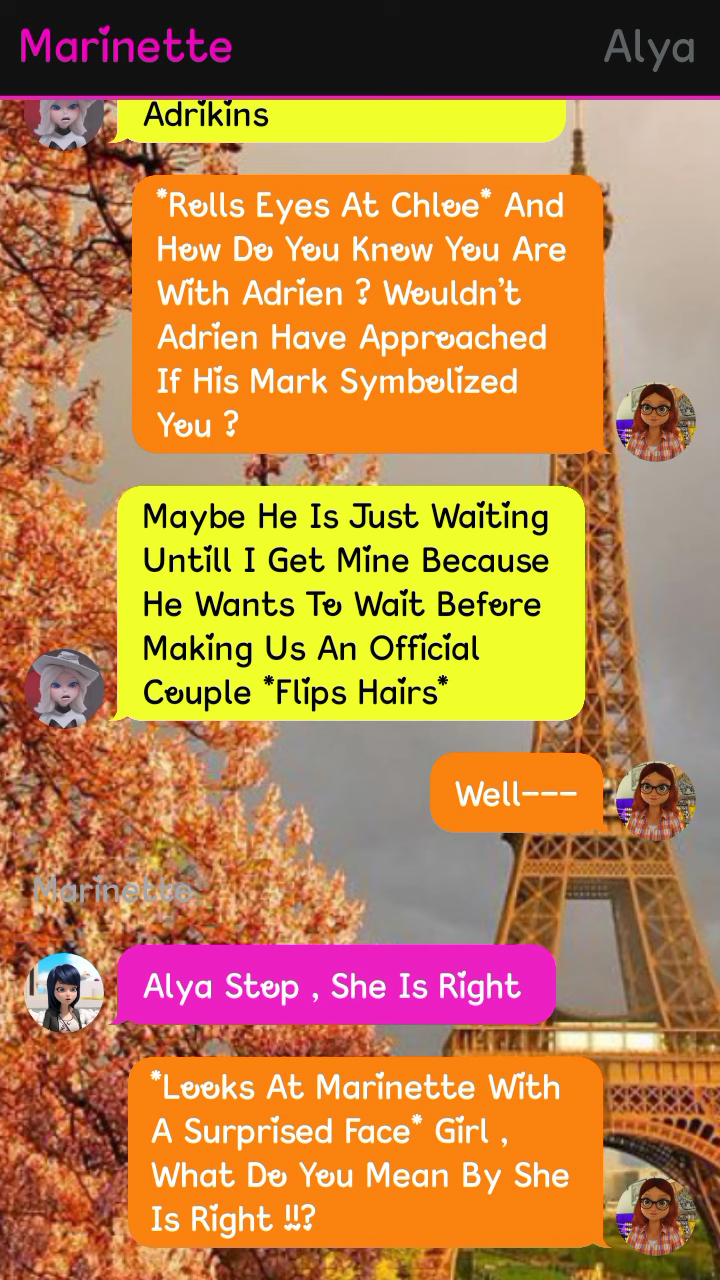 Marinette
Alya
Adrikins
*Rolls Eyes At Chloe* And
How Do You Know You Are
With Adrien ? Wouldn't
Adrien Have Approached
If His Mark Symbolized
You ?
Maybe He Is Just Waiting
Untill I Get Mine Because
He Wants To Wait Before
Making Us An Official
Couple *Flips Hairs*
Well---
Marinette
Alya Stop , She Is Right
*Looks At Marinette With
A Surprised Face* Girl ,
What Do You Mean By She
Is Right !!?